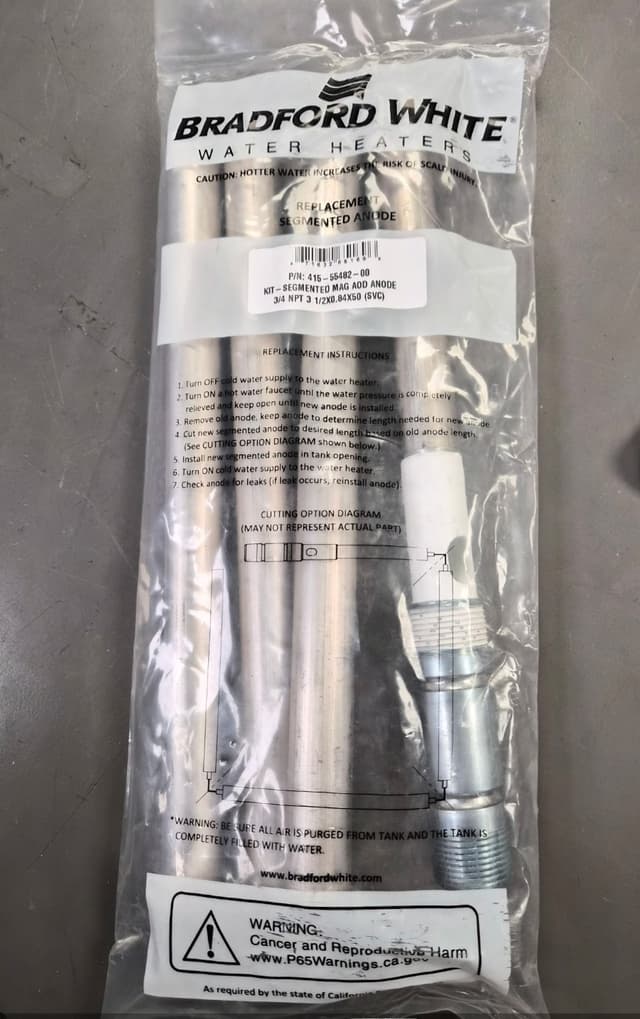 BRADFORD WHITE
WATER HEATERS
CAUTION: HOTTER WATER INCREASES THE RISK OF SCALD INJURY.
REPLACEMENT
SEGMENTED ANODE
P/N: 415-55482-00
KIT-SEGMENTED MAG AOD ANODE
3/4 NPT 3 1/2X0.84X50 (SVC)
REPLACEMENT INSTRUCTIONS
1. Turn OFF cold water supply to the water heater.
2. Turn ON a hot water faucet until the water pressure is completely
relieved and keep open until new anode is installed.
3. Remove old anode, keep anode to determine length needed for new anode.
4. Cut new segmented anode to desired length based on old anode length.
(See CUTTING OPTION DIAGRAM shown below.)
5. Install new segmented anode in tank opening.
6. Turn ON cold water supply to the water heater.
7. Check anode for leaks (if leak occurs, reinstall anode).
CUTTING OPTION DIAGRAM
(MAY NOT REPRESENT ACTUAL PART)
*WARNING: BE SURE ALL AIR IS PURGED FROM TANK AND THE TANK IS
COMPLETELY FILLED WITH WATER.
www.bradfordwhite.com
WARNING:
Cancer and Reproductive Harm
www.P65Warnings.ca.gov
As required by the state of California